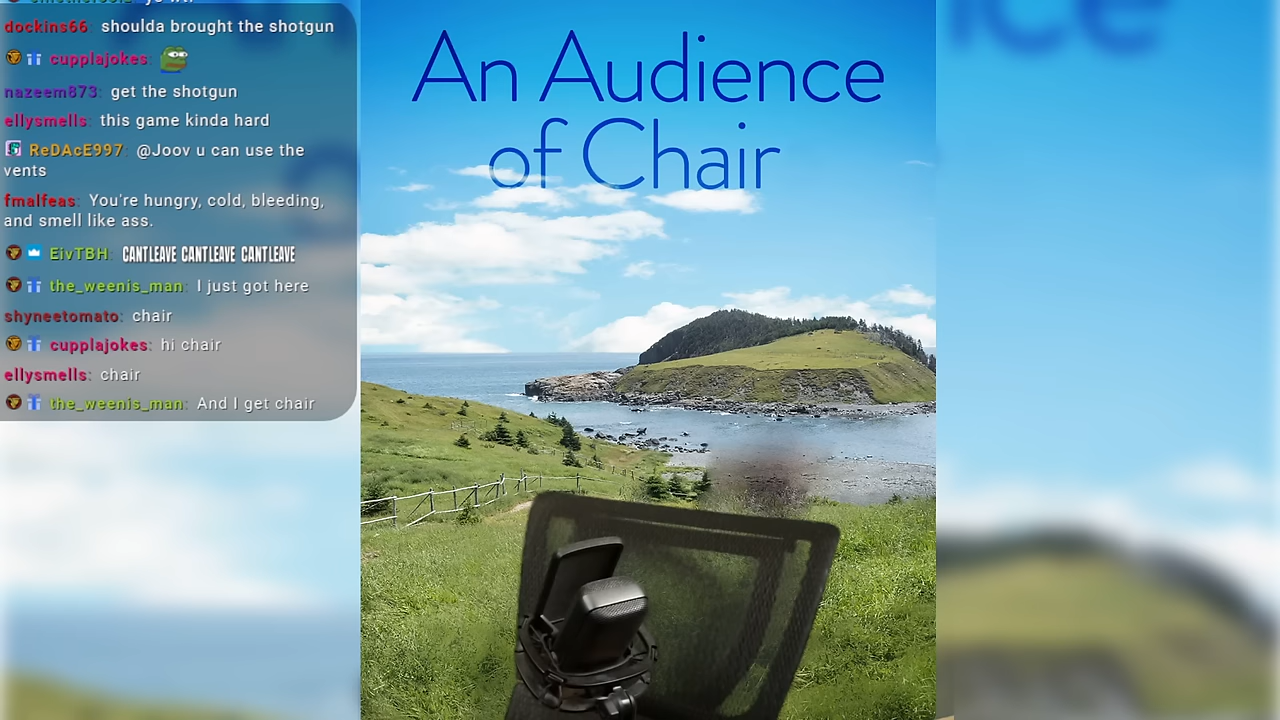 dockins66: shoulda brought the shotgun
cupplajokes:
nazeem873: get the shotgun
ellysmells: this game kinda hard
ReDAcE997: @Joov u can use the
vents
fmalfeas: You're hungry, cold, bleeding,
and smell like ass.
EivTBH: CANTLEAVE CANTLEAVE CANTLEAVE
the_weenis_man: I just got here
shyneetomato: chair
cupplajokes: hi chair
ellysmells: chair
the_weenis_man: And I get chair
An Audience
of Chair